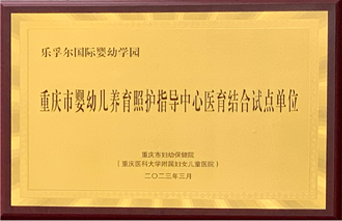 乐孚尔国际婴幼学园
重庆市婴幼儿养育照护指导中心医育结合试点单位
重庆市妇幼保健院
（重庆医科大学附属妇女儿童医院）
二〇二三年三月